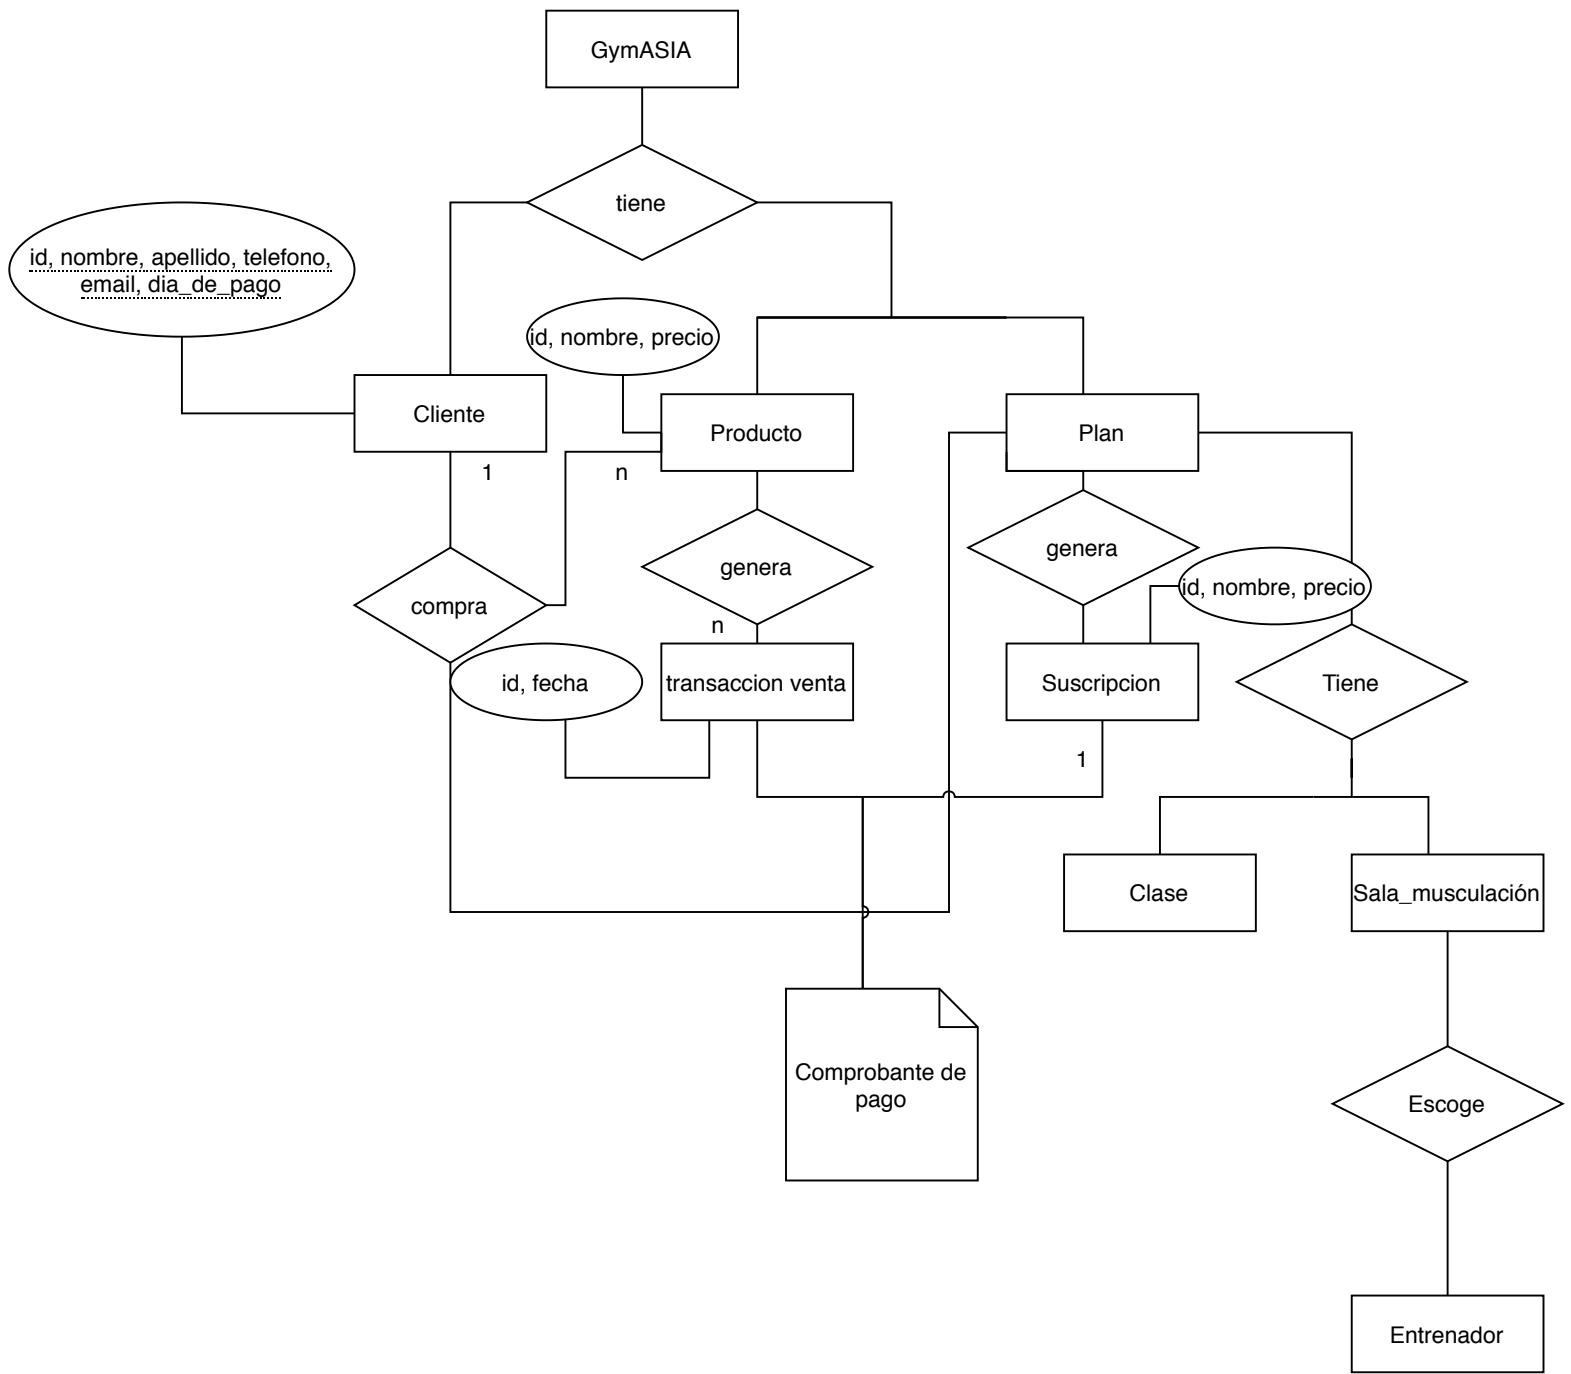 GymASIA
tiene
id, nombre, apellido, telefono,
email, dia_de_pago
id, nombre, precio
Cliente
Producto
Plan
1
n
genera
genera
compra
id, nombre, precio
n
id, fecha
transaccion venta
Suscripcion
Tiene
1
Clase
Sala_musculación
Comprobante de
pago
Escoge
Entrenador